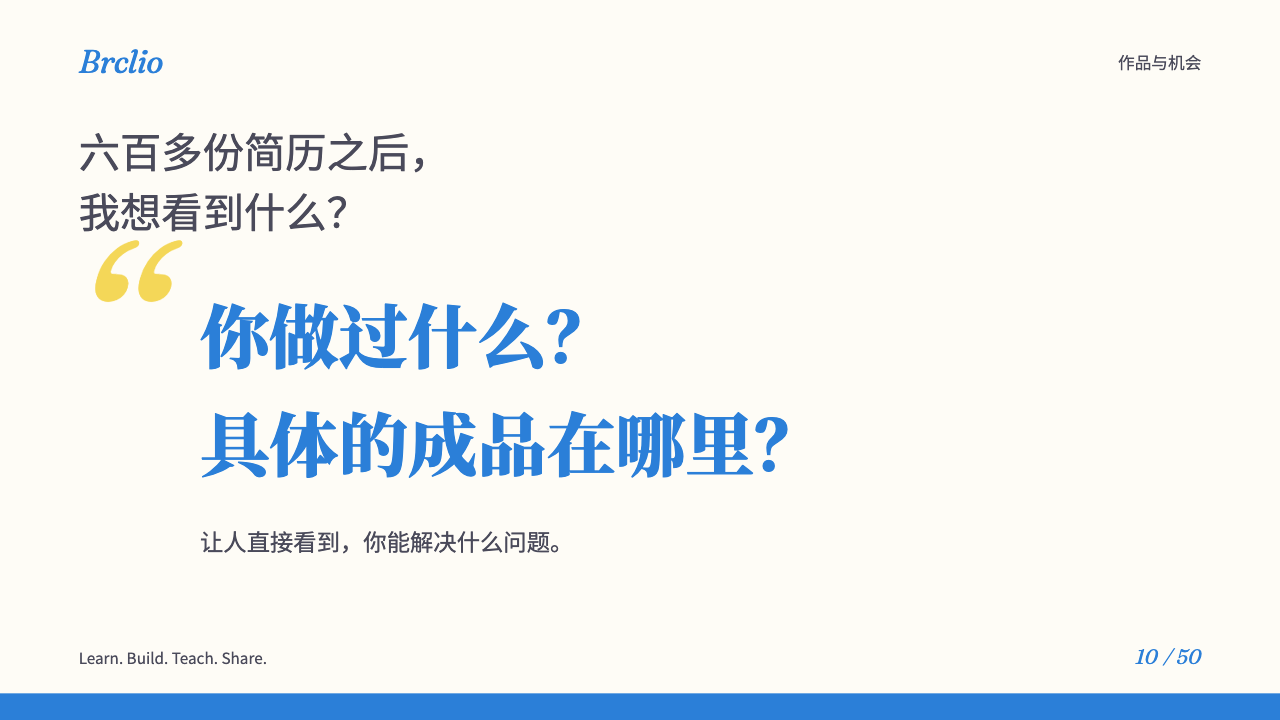 Brclio
作品与机会
六百多份简历之后，
我想看到什么？
“
你做过什么？
具体的成品在哪里？
让人直接看到，你能解决什么问题。
Learn. Build. Teach. Share.
10 / 50